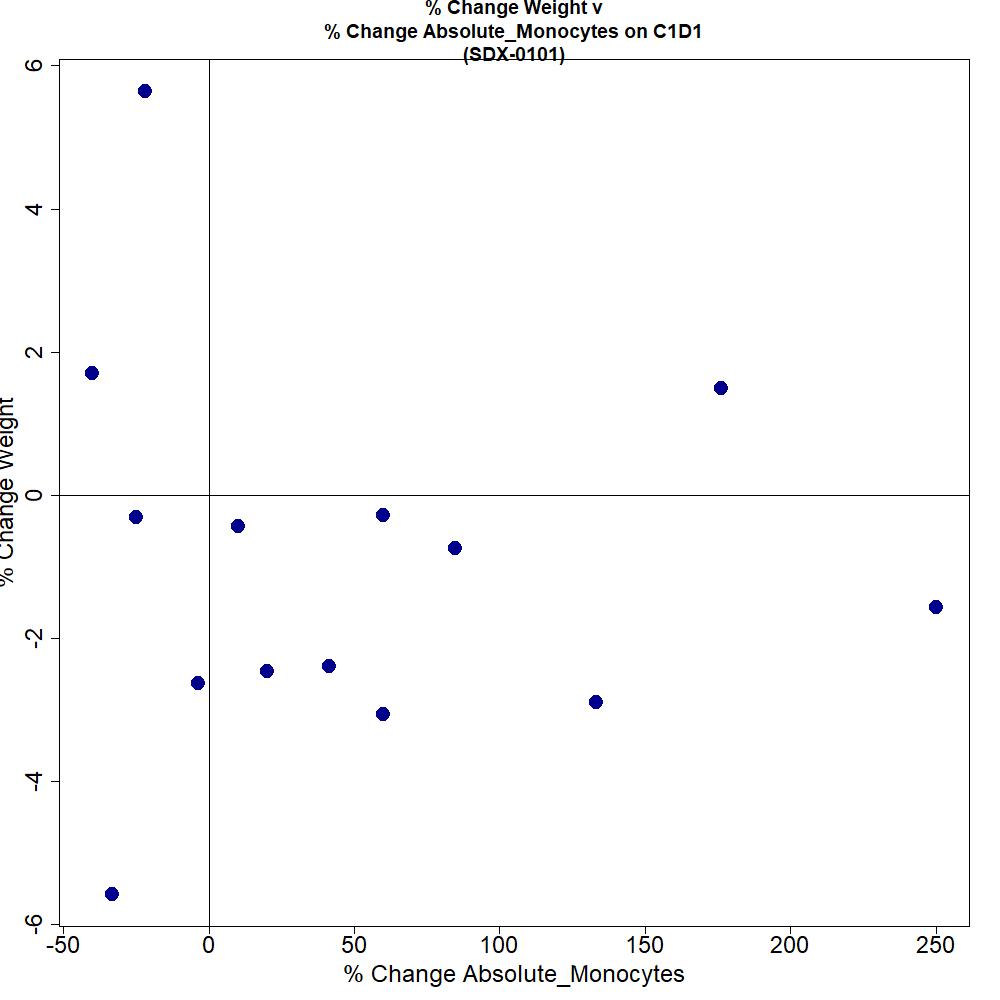 % Change Weight v
% Change Absolute_Monocytes on C1D1
(SDX-0101)
6
4
2
0
-2
-4
-6
% Change Weight
-50 0 50 100 150 200 250
% Change Absolute_Monocytes